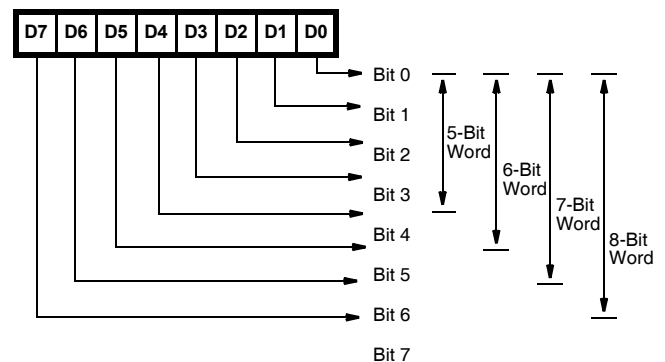 D7 D6 D5 D4 D3 D2 D1 D0
Bit 0
Bit 1
Bit 2
Bit 3
Bit 4
Bit 5
Bit 6
Bit 7
5-Bit
Word
6-Bit
Word
7-Bit
Word
8-Bit
Word